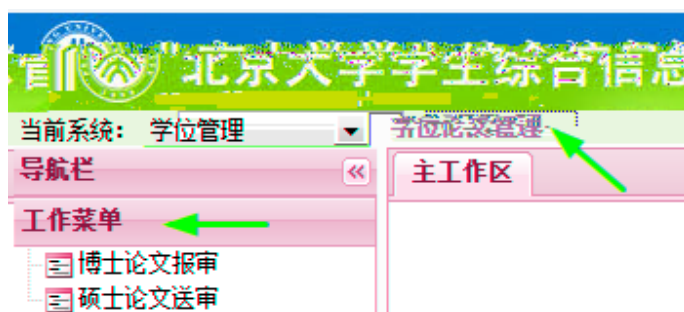 北京大学学生综合信息
当前系统： 学位管理 学位论文管理
导航栏 主工作区
工作菜单
博士论文报审
硕士论文送审